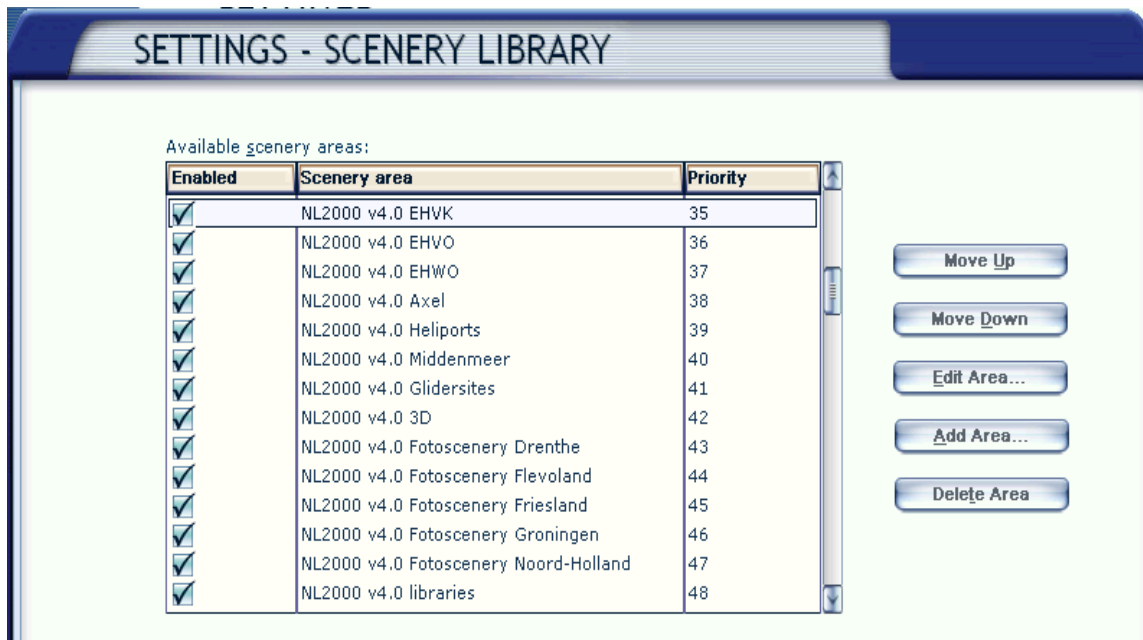 SETTINGS - SCENERY LIBRARY
Available scenery areas:
Enabled Scenery area Priority
NL2000 v4.0 EHVK 35
NL2000 v4.0 EHVO 36
NL2000 v4.0 EHWO 37
NL2000 v4.0 Axel 38
NL2000 v4.0 Heliports 39
NL2000 v4.0 Middenmeer 40
NL2000 v4.0 Glidersites 41
NL2000 v4.0 3D 42
NL2000 v4.0 Fotoscenery Drenthe 43
NL2000 v4.0 Fotoscenery Flevoland 44
NL2000 v4.0 Fotoscenery Friesland 45
NL2000 v4.0 Fotoscenery Groningen 46
NL2000 v4.0 Fotoscenery Noord-Holland 47
NL2000 v4.0 libraries 48
Move Up
Move Down
Edit Area...
Add Area...
Delete Area